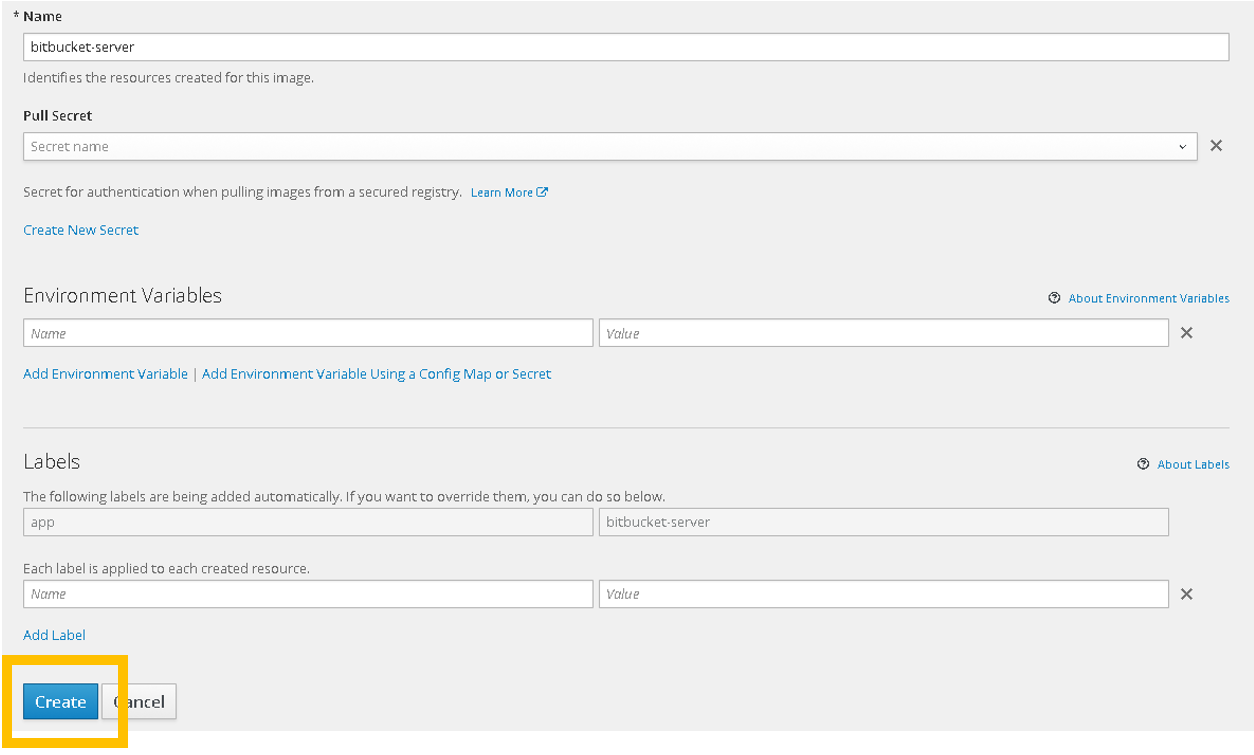 * Name
bitbucket-server
Identifies the resources created for this image.
Pull Secret
Secret name
Secret for authentication when pulling images from a secured registry. Learn More
Create New Secret
Environment Variables
About Environment Variables
Name Value
Add Environment Variable | Add Environment Variable Using a Config Map or Secret
Labels
About Labels
The following labels are being added automatically. If you want to override them, you can do so below.
app bitbucket-server
Each label is applied to each created resource.
Name Value
Add Label
Create Cancel